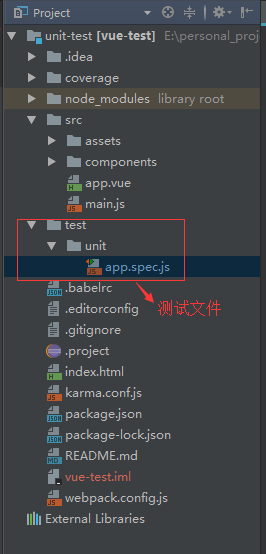 Project
unit-test [vue-test] E:\personal_proj
.idea
coverage
node_modules library root
src
assets
components
app.vue
main.js
test
unit
app.spec.js
测试文件
.babelrc
.editorconfig
.gitignore
.project
index.html
karma.conf.js
package.json
package-lock.json
README.md
vue-test.iml
webpack.config.js
External Libraries